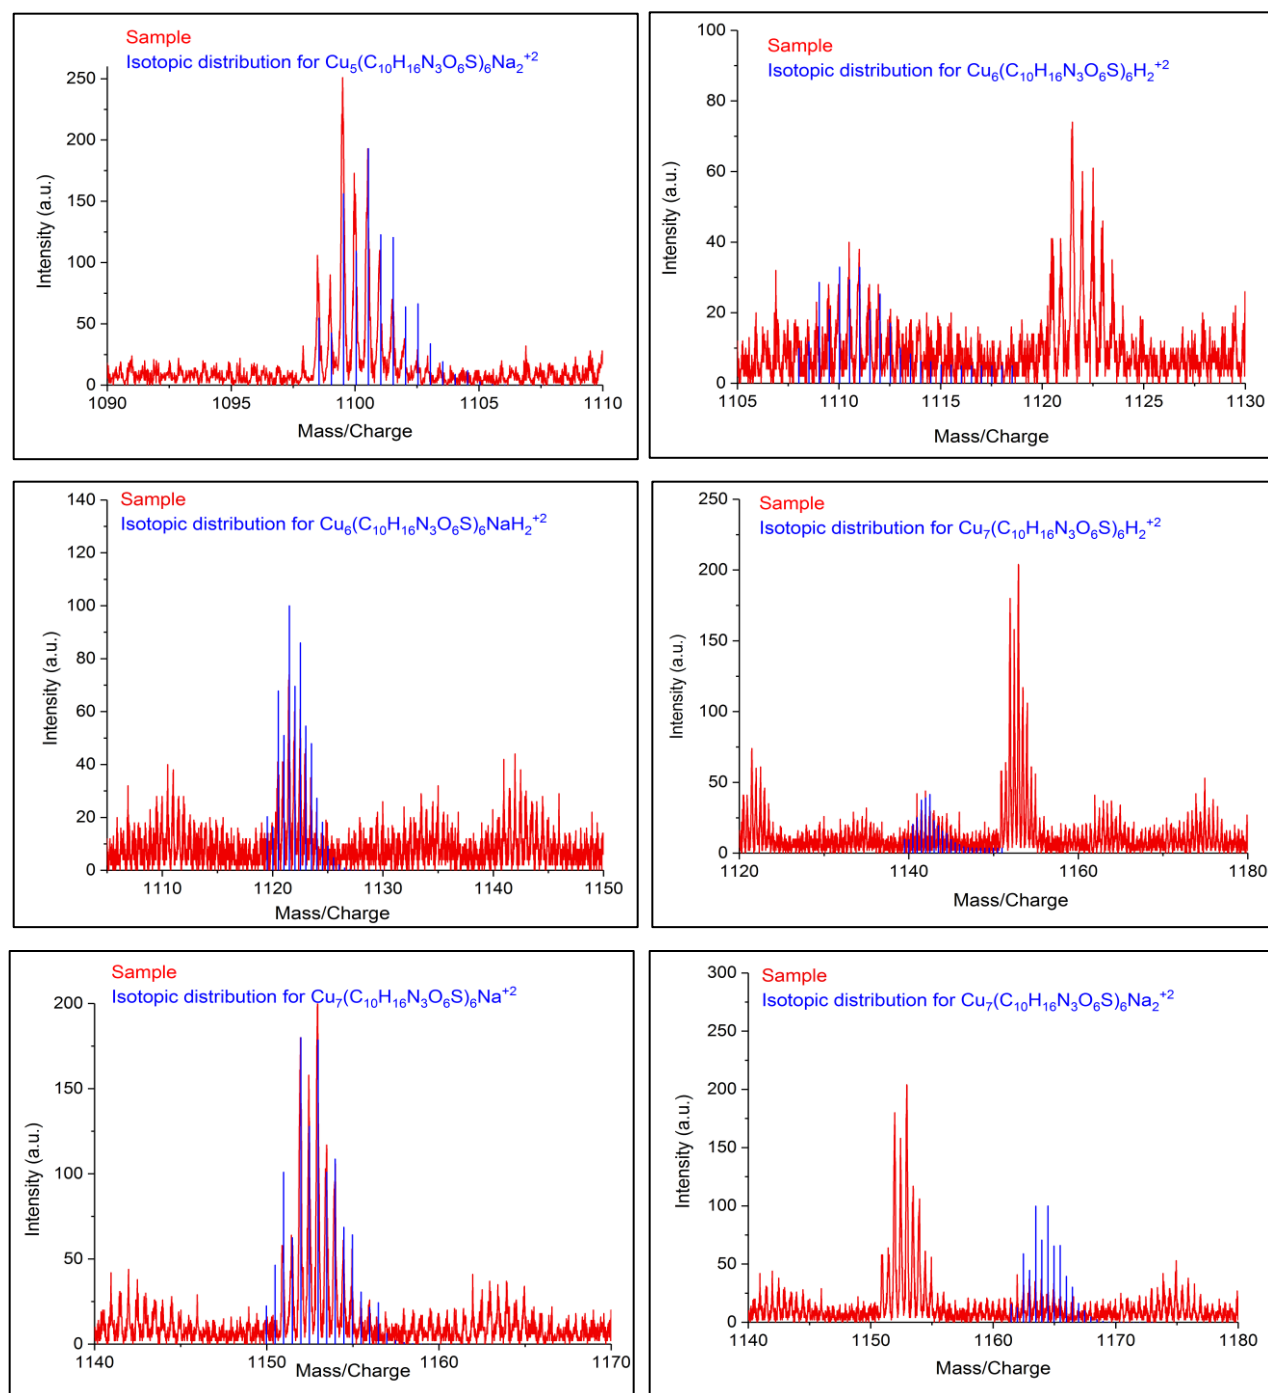 Sample
Isotopic distribution for Cu₅(C₁₀H₁₆N₃O₆S)₆Na₂⁺²
250
200
150
100
50
0
1090 1095 1100 1105 1110
Intensity (a.u.)
Mass/Charge
Sample
Isotopic distribution for Cu₆(C₁₀H₁₆N₃O₆S)₆H₂⁺²
100
80
60
40
20
0
1105 1110 1115 1120 1125 1130
Intensity (a.u.)
Mass/Charge
Sample
Isotopic distribution for Cu₆(C₁₀H₁₆N₃O₆S)₆NaH₂⁺²
140
120
100
80
60
40
20
0
1110 1120 1130 1140 1150
Intensity (a.u.)
Mass/Charge
Sample
Isotopic distribution for Cu₇(C₁₀H₁₆N₃O₆S)₆H₂⁺²
250
200
150
100
50
0
1120 1140 1160 1180
Intensity (a.u.)
Mass/Charge
Sample
Isotopic distribution for Cu₇(C₁₀H₁₆N₃O₆S)₆Na⁺²
200
150
100
50
0
1140 1150 1160 1170
Intensity (a.u.)
Mass/Charge
Sample
Isotopic distribution for Cu₇(C₁₀H₁₆N₃O₆S)₆Na₂⁺²
300
250
200
150
100
50
0
1140 1150 1160 1170 1180
Intensity (a.u.)
Mass/Charge